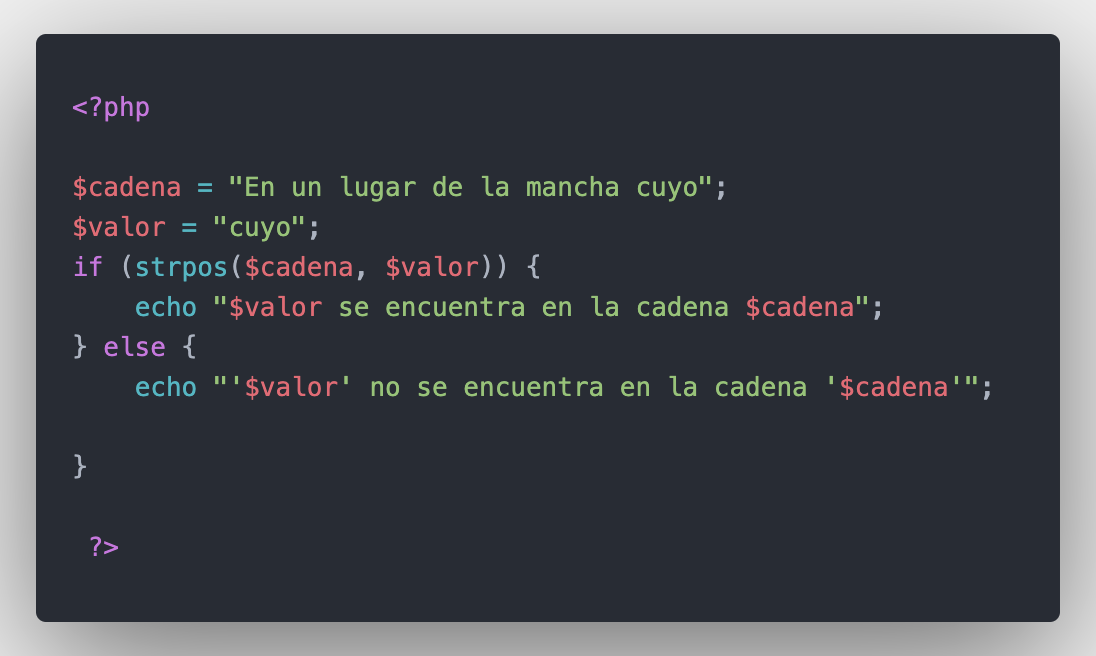 <?php
$cadena = "En un lugar de la mancha cuyo";
$valor = "cuyo";
if (strpos($cadena, $valor)) {
    echo "$valor se encuentra en la cadena $cadena";
} else {
    echo "'$valor' no se encuentra en la cadena '$cadena'";
}
 ?>